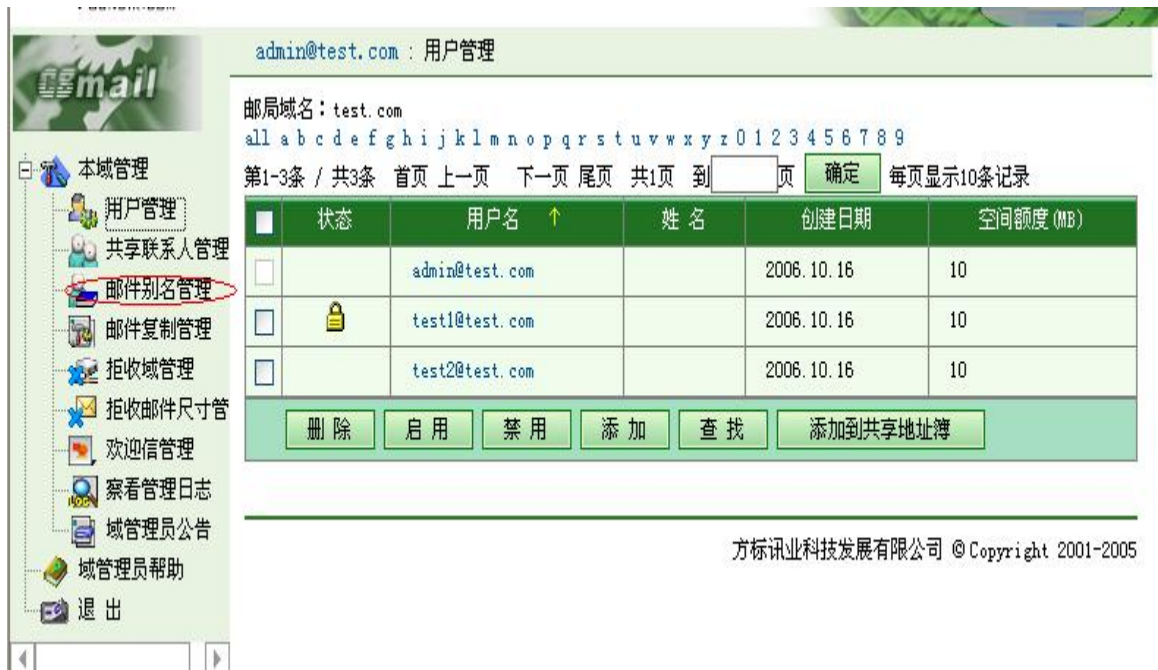 admin@test.com : 用户管理
mail
邮局域名：test.com
all a b c d e f g h i j k l m n o p q r s t u v w x y z 0 1 2 3 4 5 6 7 8 9
第1-3条 / 共3条 首页 上一页 下一页 尾页 共1页 到 页 确定 每页显示10条记录
本域管理
用户管理
共享联系人管理
邮件别名管理
邮件复制管理
拒收域管理
拒收邮件尺寸管
欢迎信管理
察看管理日志
域管理员公告
域管理员帮助
退 出
状态 用户名 ↑ 姓 名 创建日期 空间额度(MB)
admin@test.com 2006.10.16 10
test1@test.com 2006.10.16 10
test2@test.com 2006.10.16 10
删 除 启 用 禁 用 添 加 查 找 添加到共享地址簿
方标讯业科技发展有限公司 ©Copyright 2001-2005